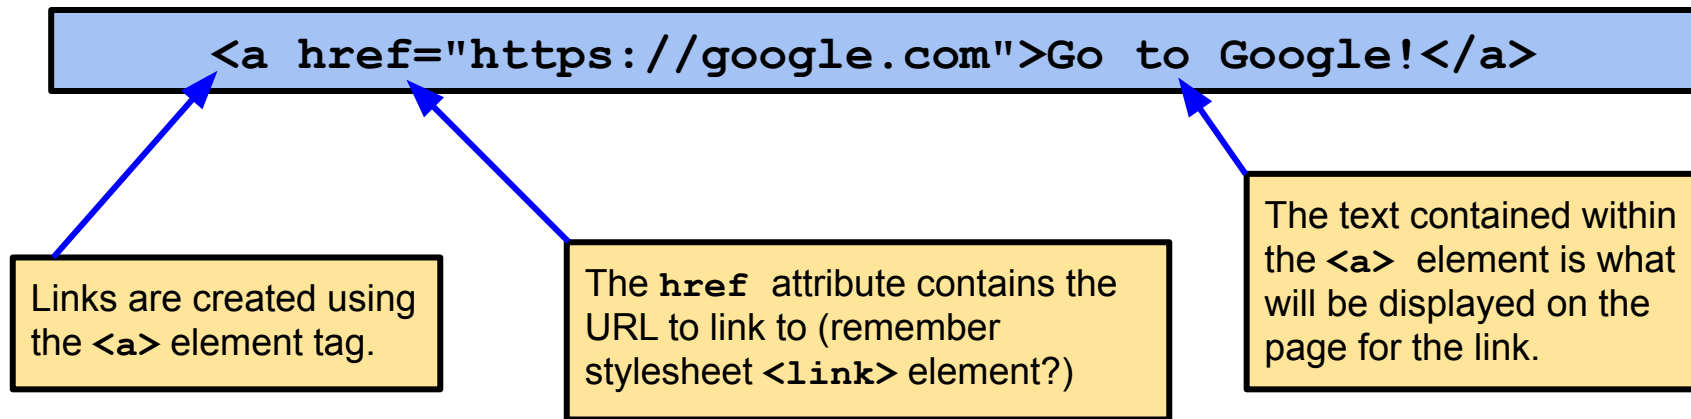 <a href="https://google.com">Go to Google!</a>
Links are created using
the <a> element tag.
The href attribute contains the
URL to link to (remember
stylesheet <link> element?)
The text contained within
the <a> element is what
will be displayed on the
page for the link.